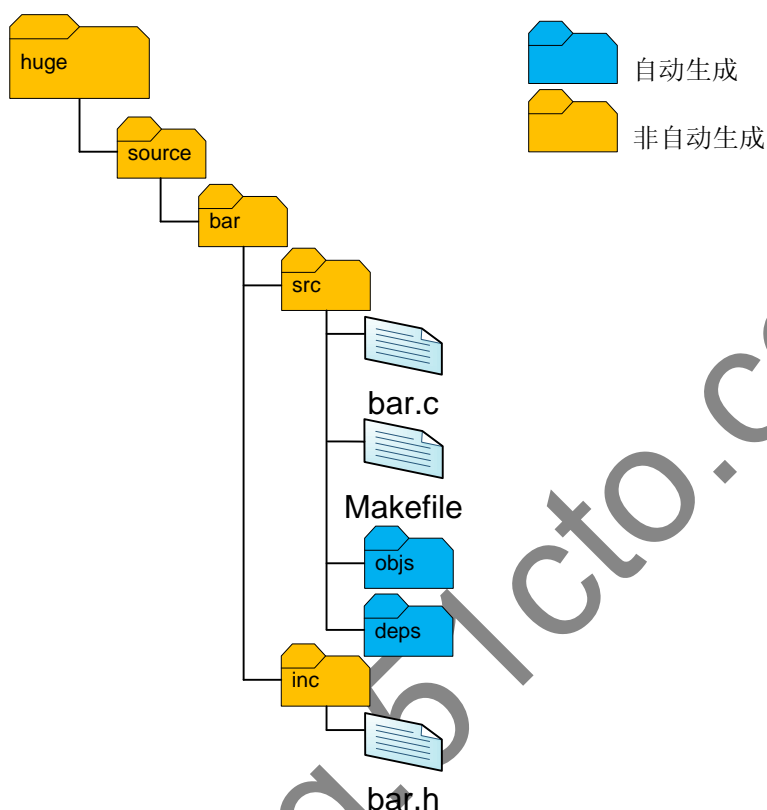 huge
自动生成
非自动生成
source
bar
src
bar.c
Makefile
objs
deps
inc
bar.h